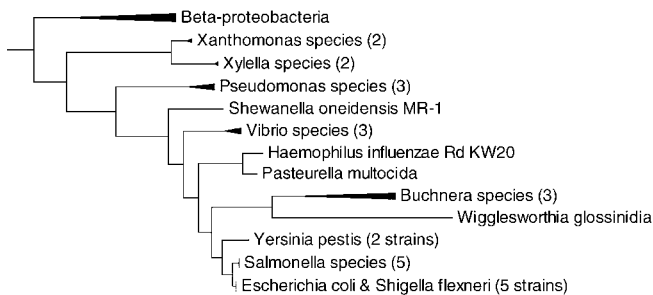 Beta-proteobacteria
Xanthomonas species (2)
Xylella species (2)
Pseudomonas species (3)
Shewanella oneidensis MR-1
Vibrio species (3)
Haemophilus influenzae Rd KW20
Pasteurella multocida
Buchnera species (3)
Wigglesworthia glossinidia
Yersinia pestis (2 strains)
Salmonella species (5)
Escherichia coli & Shigella flexneri (5 strains)